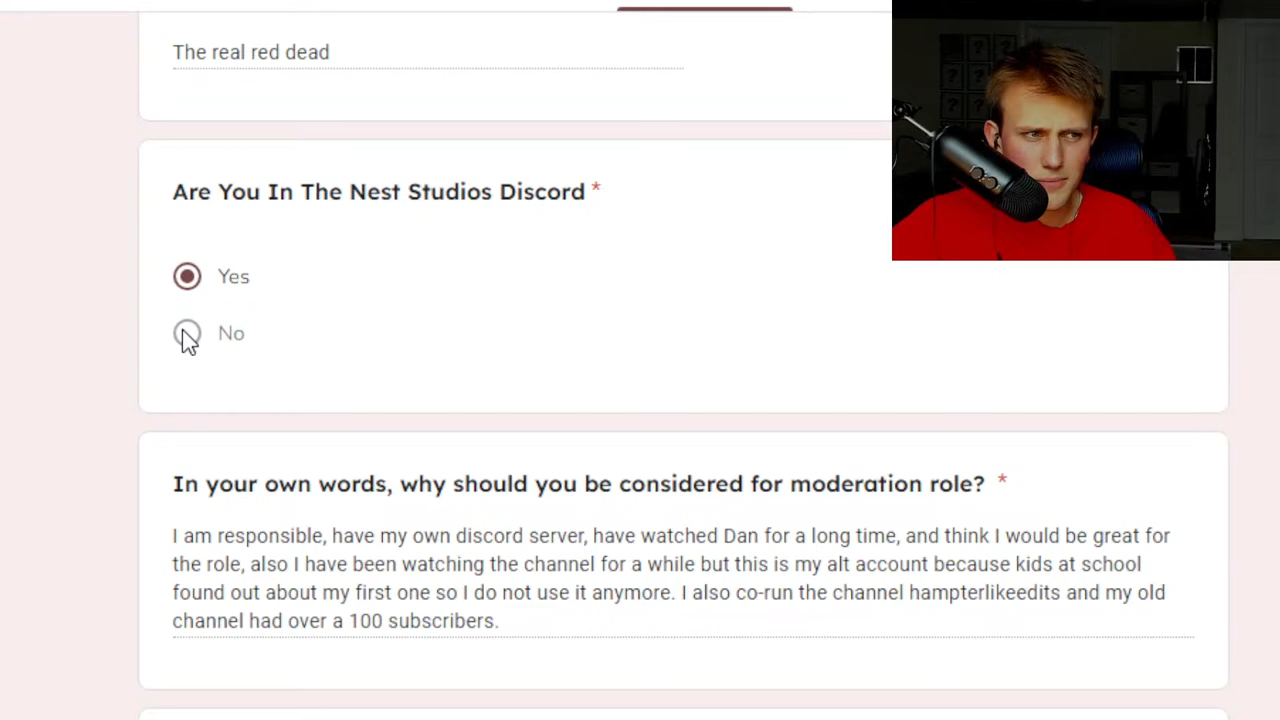 The real red dead
Are You In The Nest Studios Discord *
Yes
No
In your own words, why should you be considered for moderation role? *
I am responsible, have my own discord server, have watched Dan for a long time, and think I would be great for
the role, also I have been watching the channel for a while but this is my alt account because kids at school
found out about my first one so I do not use it anymore. I also co-run the channel hampterlikeedits and my old
channel had over a 100 subscribers.